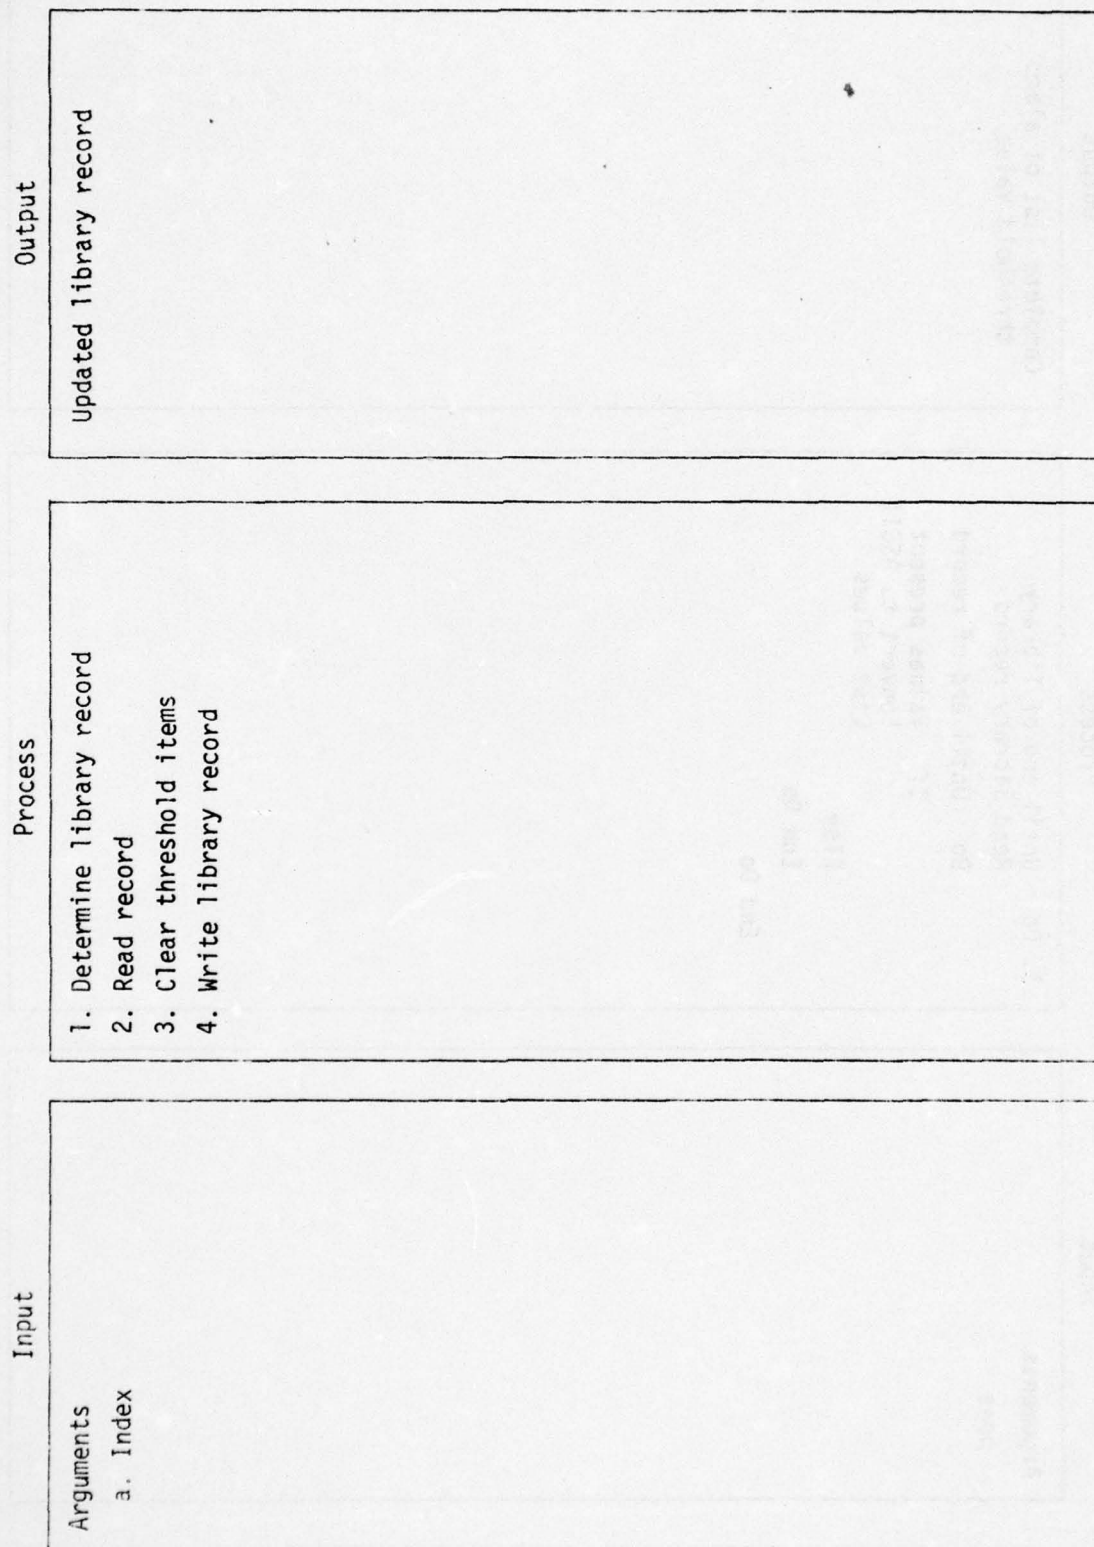 Input
Arguments
a. Index
Process
1. Determine library record
2. Read record
3. Clear threshold items
4. Write library record
Output
Updated library record